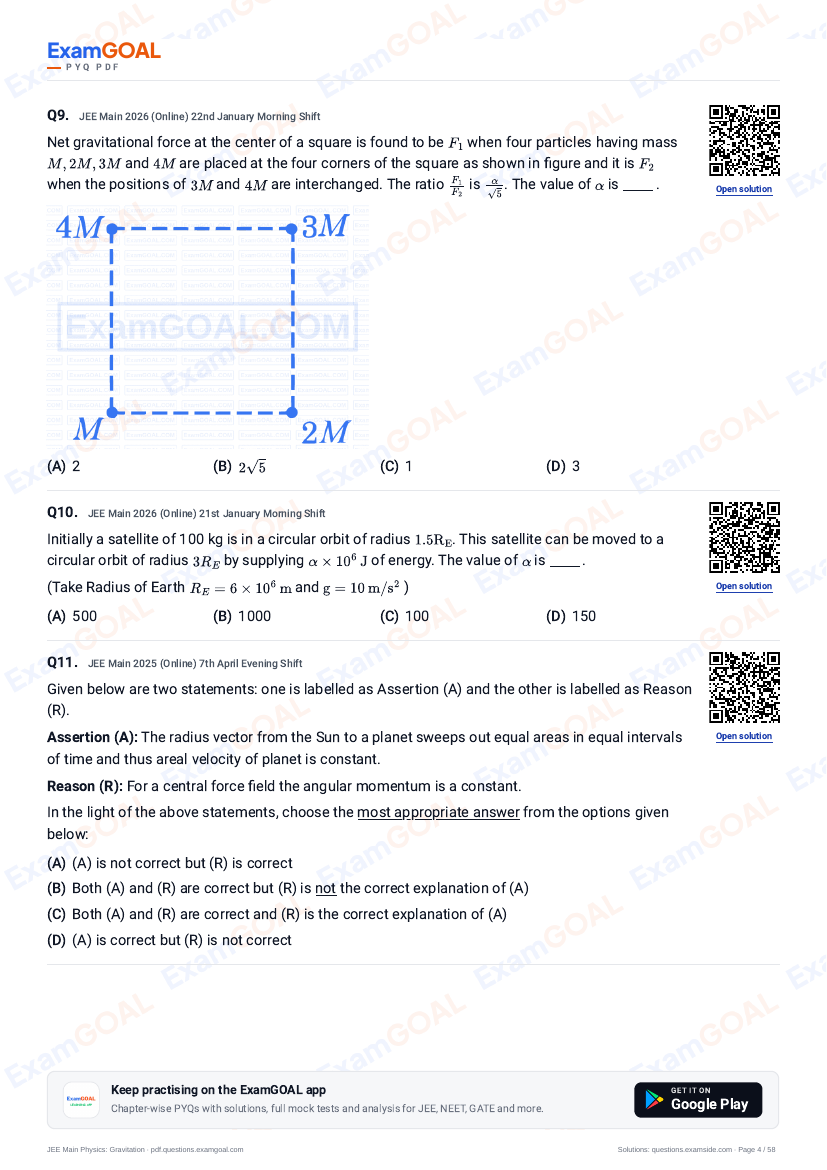 ExamGOAL
PYQ PDF
Q9. JEE Main 2026 (Online) 22nd January Morning Shift
Net gravitational force at the center of a square is found to be F₁ when four particles having mass
M, 2M, 3M and 4M are placed at the four corners of the square as shown in figure and it is F₂
when the positions of 3M and 4M are interchanged. The ratio F₁/F₂ is α/√5. The value of α is ____ .
Open solution
4M
3M
ExamGOAL.COM
M
2M
(A) 2 (B) 2√5 (C) 1 (D) 3
Q10. JEE Main 2026 (Online) 21st January Morning Shift
Initially a satellite of 100 kg is in a circular orbit of radius 1.5R_E. This satellite can be moved to a
circular orbit of radius 3R_E by supplying α × 10⁶ J of energy. The value of α is ____ .
(Take Radius of Earth R_E = 6 × 10⁶ m and g = 10 m/s² )
Open solution
(A) 500 (B) 1000 (C) 100 (D) 150
Q11. JEE Main 2025 (Online) 7th April Evening Shift
Given below are two statements: one is labelled as Assertion (A) and the other is labelled as Reason
(R).
Open solution
Assertion (A): The radius vector from the Sun to a planet sweeps out equal areas in equal intervals
of time and thus areal velocity of planet is constant.
Reason (R): For a central force field the angular momentum is a constant.
In the light of the above statements, choose the most appropriate answer from the options given
below:
(A) (A) is not correct but (R) is correct
(B) Both (A) and (R) are correct but (R) is not the correct explanation of (A)
(C) Both (A) and (R) are correct and (R) is the correct explanation of (A)
(D) (A) is correct but (R) is not correct
ExamGOAL
Keep practising on the ExamGOAL app
Chapter-wise PYQs with solutions, full mock tests and analysis for JEE, NEET, GATE and more.
GET IT ON
Google Play
JEE Main Physics: Gravitation · pdf.questions.examgoal.com
Solutions: questions.examside.com · Page 4 / 58